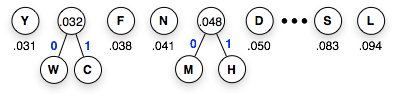 Y .032 F N .048 D ••• S L
.031 0 1 .038 .041 0 1 .050 .083 .094
W C M H